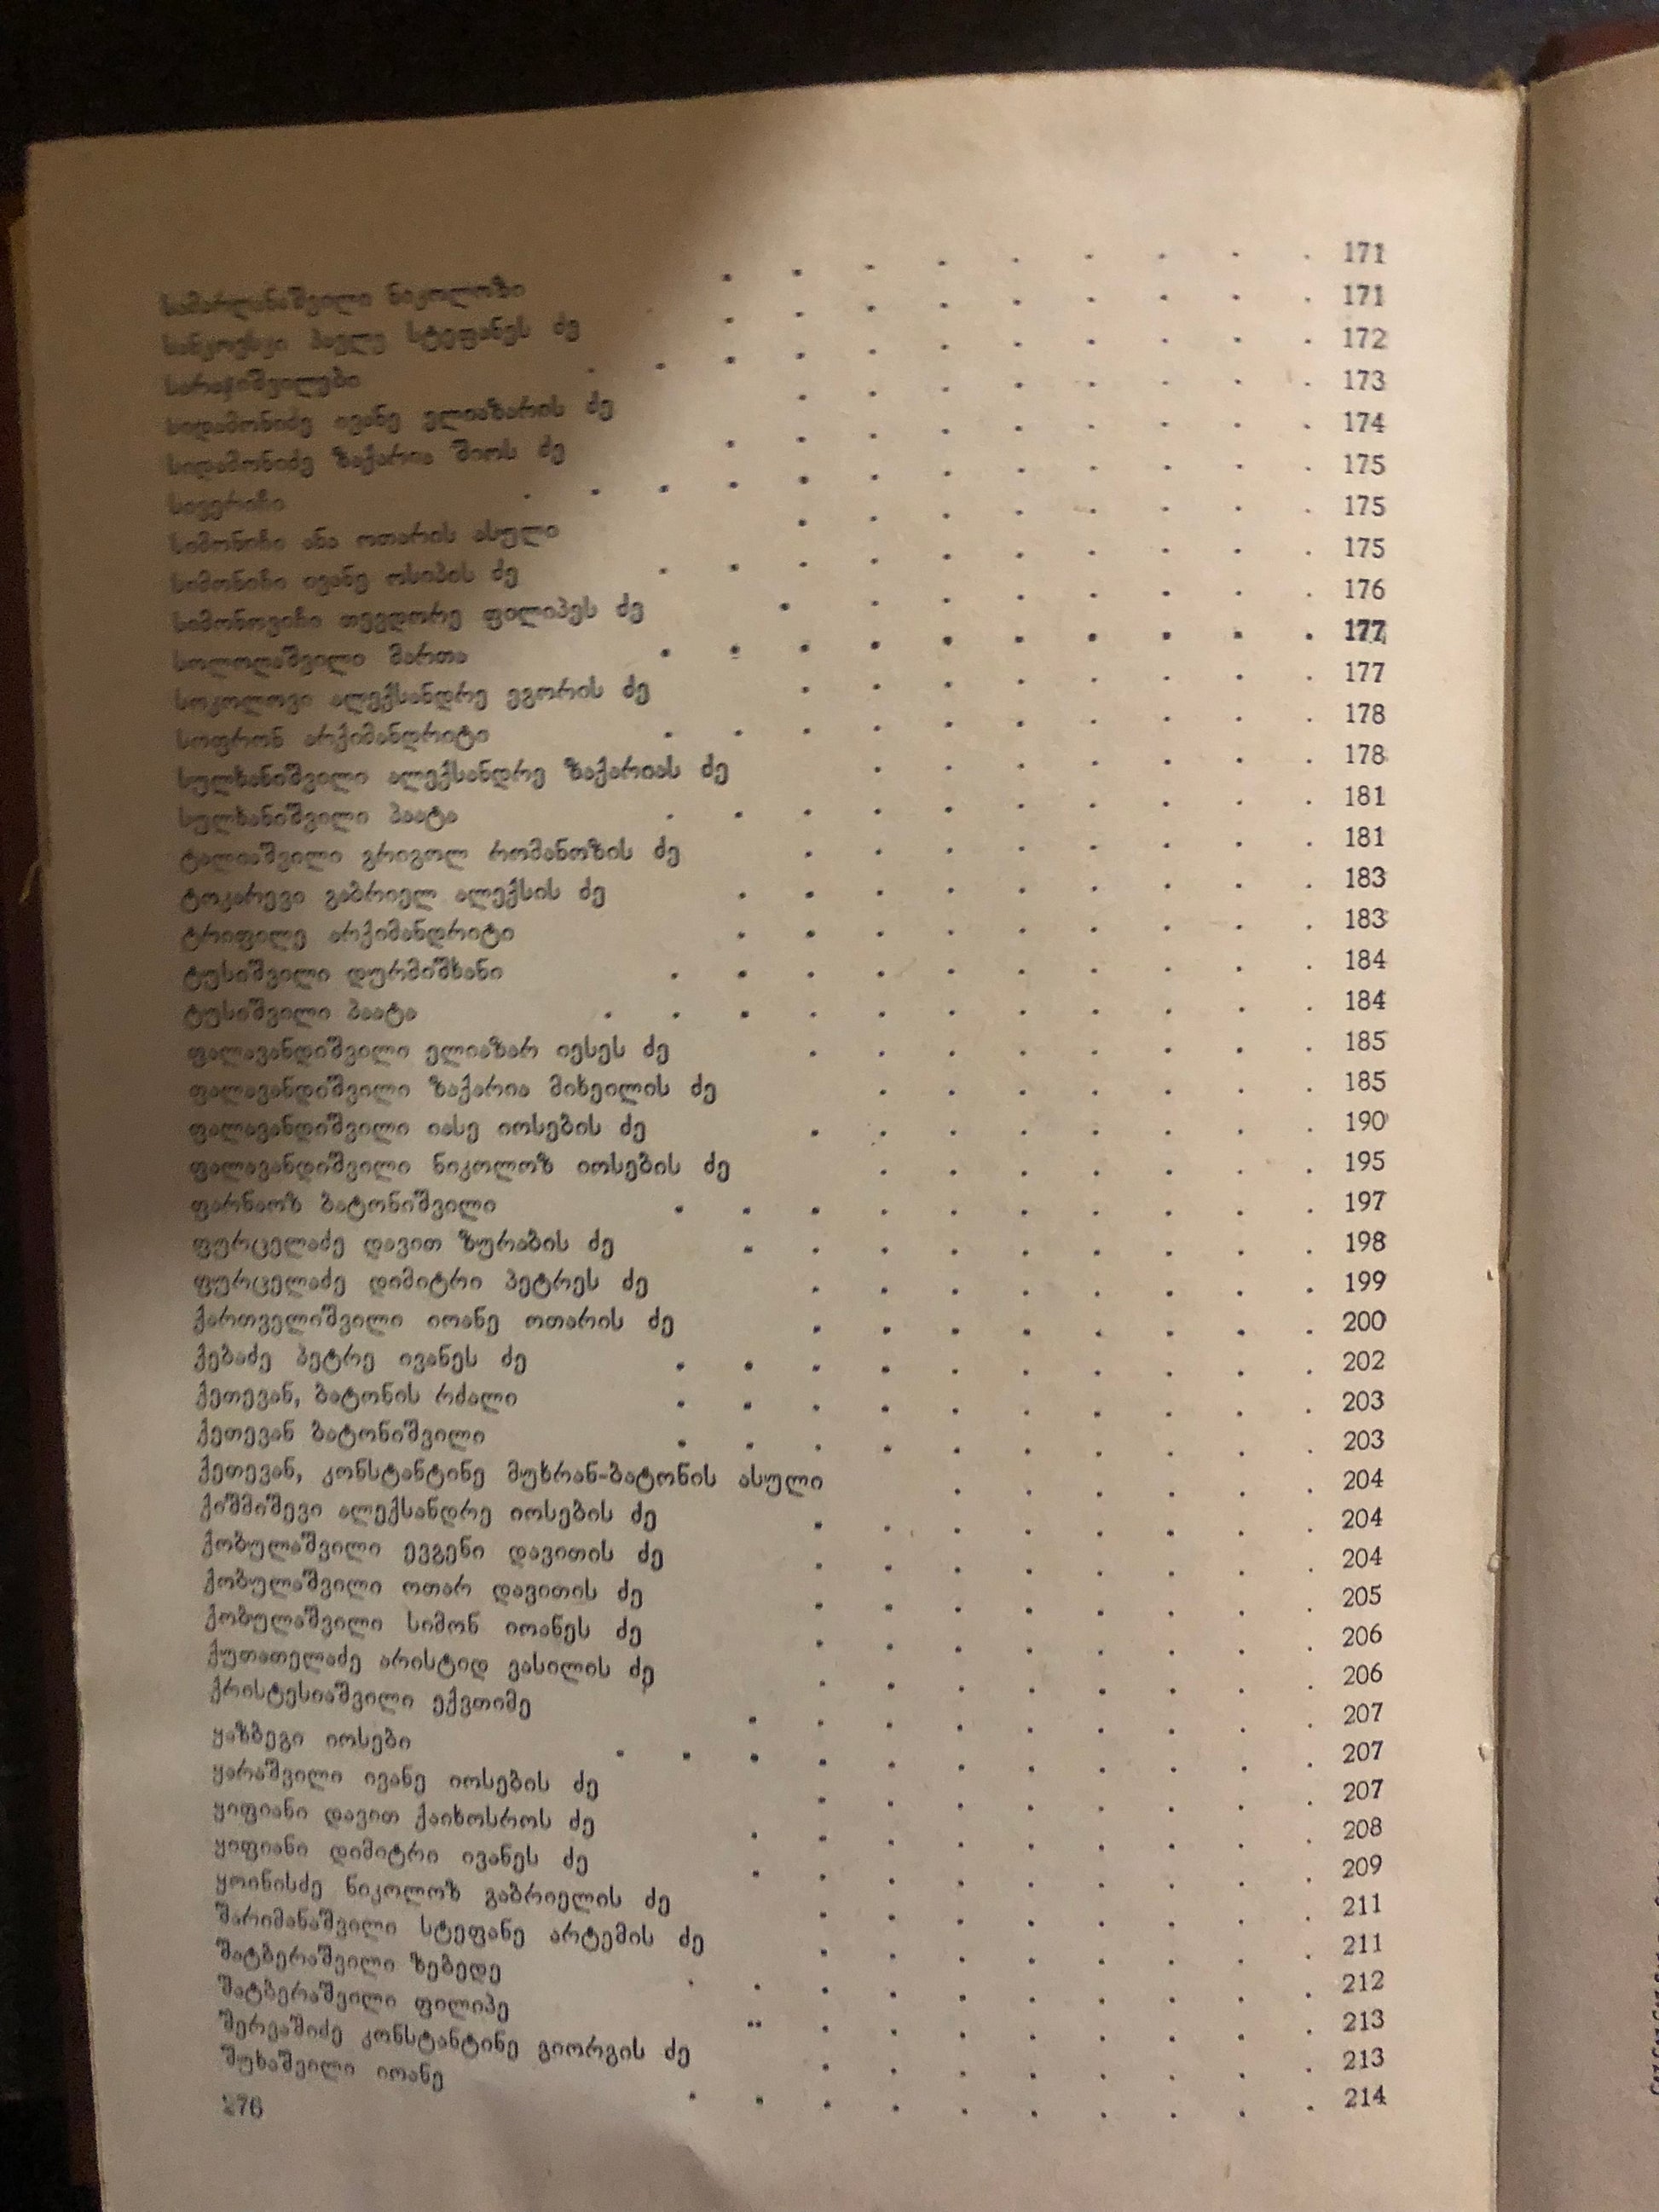 სამარღანაშვილი ნიკოლოზი . . . . . . . . . 171
სანკოვსკი პავლე სტეფანეს ძე . . . . . . . . . 171
სარაჯიშვილები . . . . . . . . . . . 172
სიდამონიძე ივანე ელიაზარის ძე . . . . . . . . 173
სიდამონიძე ზაქარია შიოს ძე . . . . . . . . . 174
. . . . . . . . . . . . 175
სიმონიჩი ანა ოთარის ასული . . . . . . . . 175
სიმონიჩი ივანე ოსიპის ძე . . . . . . . . . . 175
სიმონოვიჩი თევდორე ფილიპეს ძე . . . . . . . . 176
სოლოღაშვილი მართა . . . . . . . . . . 177
სოკოლოვი ალექსანდრე ეგორის ძე . . . . . . . . 177
სოფრონ არქიმანდრიტი . . . . . . . . . . 178
სულხანიშვილი ალექსანდრე ზაქარიას ძე . . . . . . . 178
სულხანიშვილი პაატა . . . . . . . . . . 181
ტალიაშვილი გრიგოლ რომანოზის ძე . . . . . . . . 181
ტოკარევი გაბრიელ ალექსის ძე . . . . . . . . . 183
ტრიფილე არქიმანდრიტი . . . . . . . . . 183
ტუსიშვილი დურმიშხანი . . . . . . . . . . 184
ტუსიშვილი პაატა . . . . . . . . . . . 184
ფალავანდიშვილი ელიაზარ იესეს ძე . . . . . . . . 185
ფალავანდიშვილი ზაქარია მიხეილის ძე . . . . . . . 185
ფალავანდიშვილი იასე იოსების ძე . . . . . . . . 190
ფალავანდიშვილი ნიკოლოზ იოსების ძე . . . . . . . 195
ფარნაოზ ბატონიშვილი . . . . . . . . . . 197
ფურცელაძე დავით ზურაბის ძე . . . . . . . . . 198
ფურცელაძე დიმიტრი პეტრეს ძე . . . . . . . . 199
ქართველიშვილი იოანე ოთარის ძე . . . . . . . . 200
ქებაძე პეტრე ივანეს ძე . . . . . . . . . . 202
ქეთევან, ბატონის რძალი . . . . . . . . . . 203
ქეთევან ბატონიშვილი . . . . . . . . . . 203
ქეთევან, კონსტანტინე მუხრან-ბატონის ასული . . . . . . 204
ქიშმიშევი ალექსანდრე იოსების ძე . . . . . . . . 204
ქობულაშვილი ევგენი დავითის ძე . . . . . . . . 204
ქობულაშვილი ოთარ დავითის ძე . . . . . . . . 205
ქობულაშვილი სიმონ იოანეს ძე . . . . . . . . 206
ქუთათელაძე არისტიდ ვასილის ძე . . . . . . . . 206
ქრისტესიაშვილი ექვთიმე . . . . . . . . . 207
ყაზბეგი იოსები . . . . . . . . . . . 207
ყარაშვილი ივანე იოსების ძე . . . . . . . . 207
ყიფიანი დავით ქაიხოსროს ძე . . . . . . . . . 208
ყიფიანი დიმიტრი ივანეს ძე . . . . . . . . . 209
ყოინისძე ნიკოლოზ გაბრიელის ძე . . . . . . . . 211
შარიმანაშვილი სტეფანე არტემის ძე . . . . . . . . 211
შატბერაშვილი ზებედე . . . . . . . . . . 212
შატბერაშვილი ფილიპე . . . . . . . . . 213
შერვაშიძე კონსტანტინე გიორგის ძე . . . . . . . . 213
შუხაშვილი იოანე . . . . . . . . . . 214
276